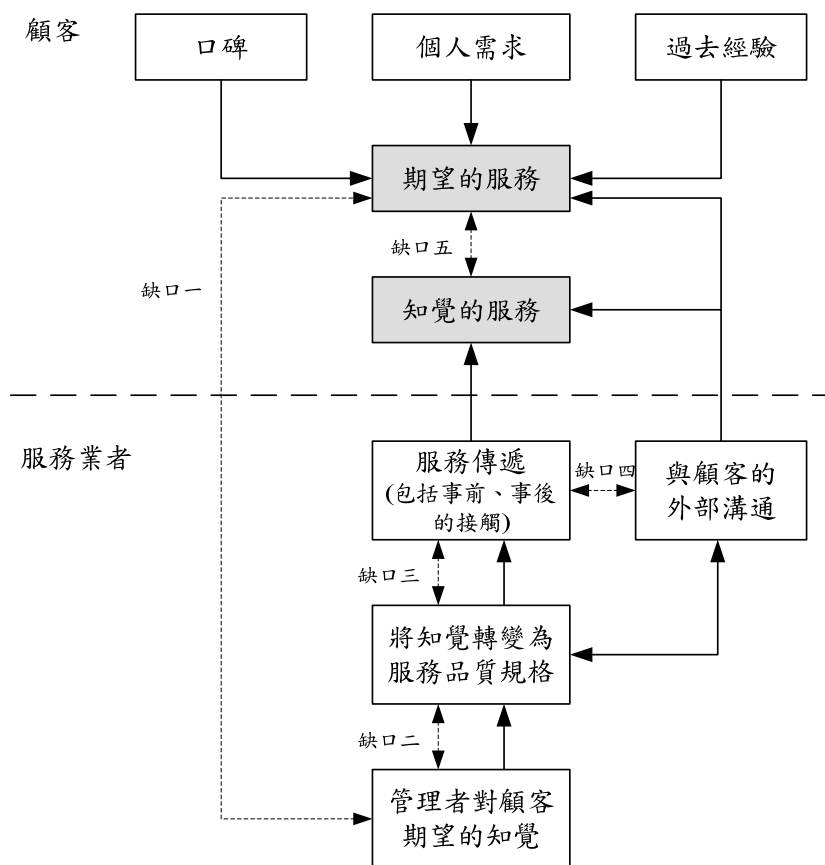 顧客
口碑
個人需求
過去經驗
期望的服務
缺口五
缺口一
知覺的服務
服務業者
服務傳遞
(包括事前、事後
的接觸)
缺口四
與顧客的
外部溝通
缺口三
將知覺轉變為
服務品質規格
缺口二
管理者對顧客
期望的知覺